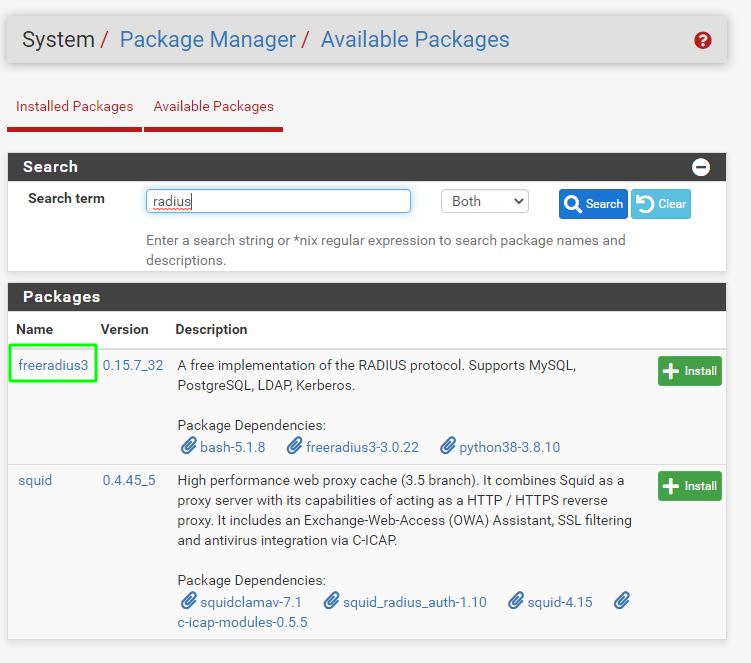 System / Package Manager / Available Packages
Installed Packages Available Packages
Search
Search term radius Both Search Clear
Enter a search string or *nix regular expression to search package names and
descriptions.
Packages
Name Version Description
freeradius3 0.15.7_32 A free implementation of the RADIUS protocol. Supports MySQL, Install
PostgreSQL, LDAP, Kerberos.
Package Dependencies:
bash-5.1.8 freeradius3-3.0.22 python38-3.8.10
squid 0.4.45_5 High performance web proxy cache (3.5 branch). It combines Squid as a Install
proxy server with its capabilities of acting as a HTTP / HTTPS reverse
proxy. It includes an Exchange-Web-Access (OWA) Assistant, SSL filtering
and antivirus integration via C-ICAP.
Package Dependencies:
squidclamav-7.1 squid_radius_auth-1.10 squid-4.15
c-icap-modules-0.5.5